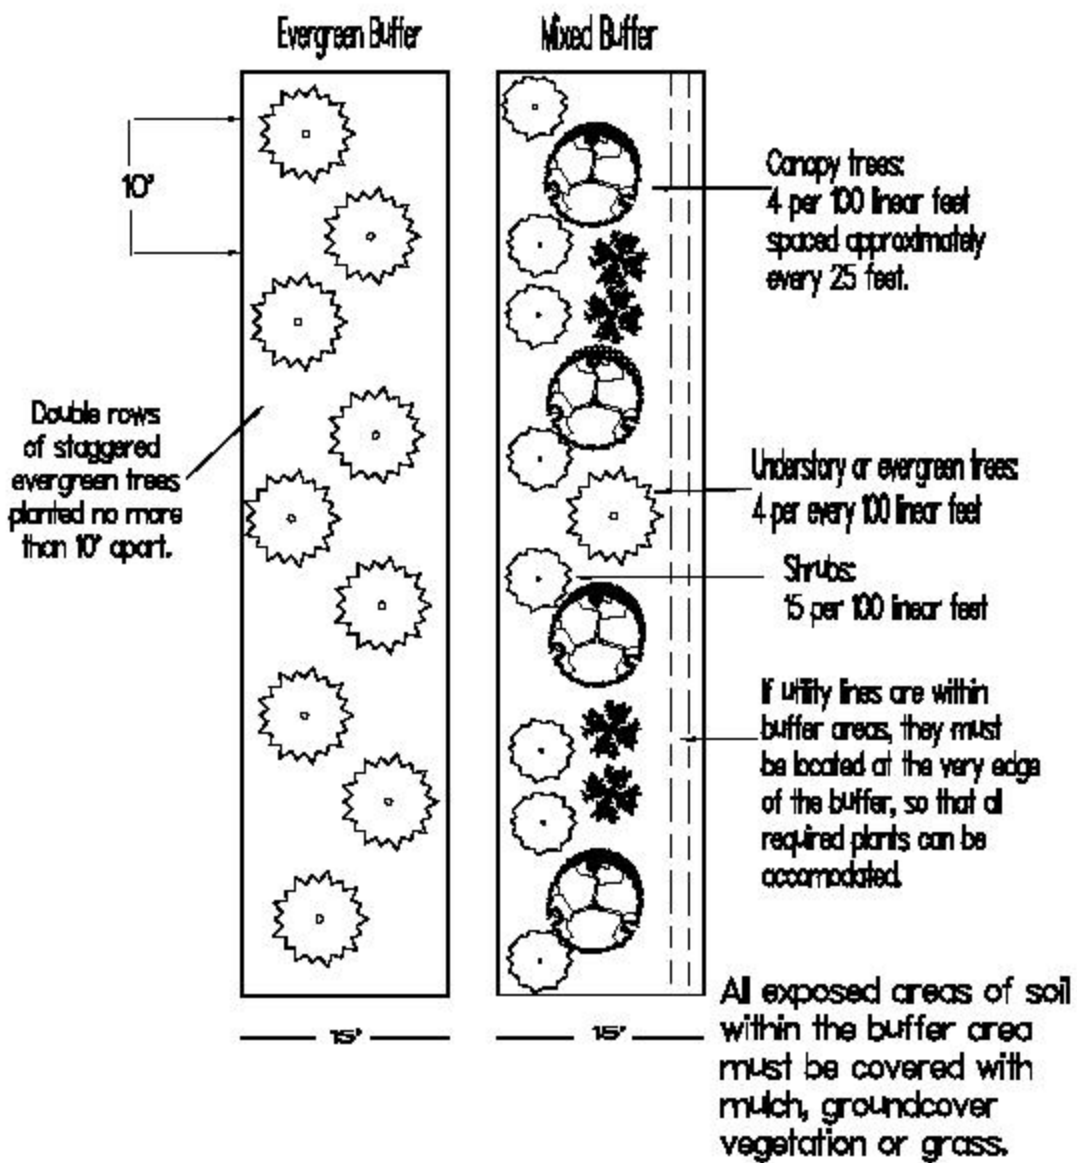 Evergreen Buffer
Mixed Buffer
10'
Canopy trees:
4 per 100 linear feet
spaced approximately
every 25 feet.
Double rows
of staggered
evergreen trees
planted no more
than 10' apart.
Understory or evergreen trees:
4 per every 100 linear feet
Shrubs:
15 per 100 linear feet
If utility lines are within
buffer areas, they must
be located at the very edge
of the buffer, so that all
required plants can be
accomodated.
15'
15'
All exposed areas of soil
within the buffer area
must be covered with
mulch, groundcover
vegetation or grass.